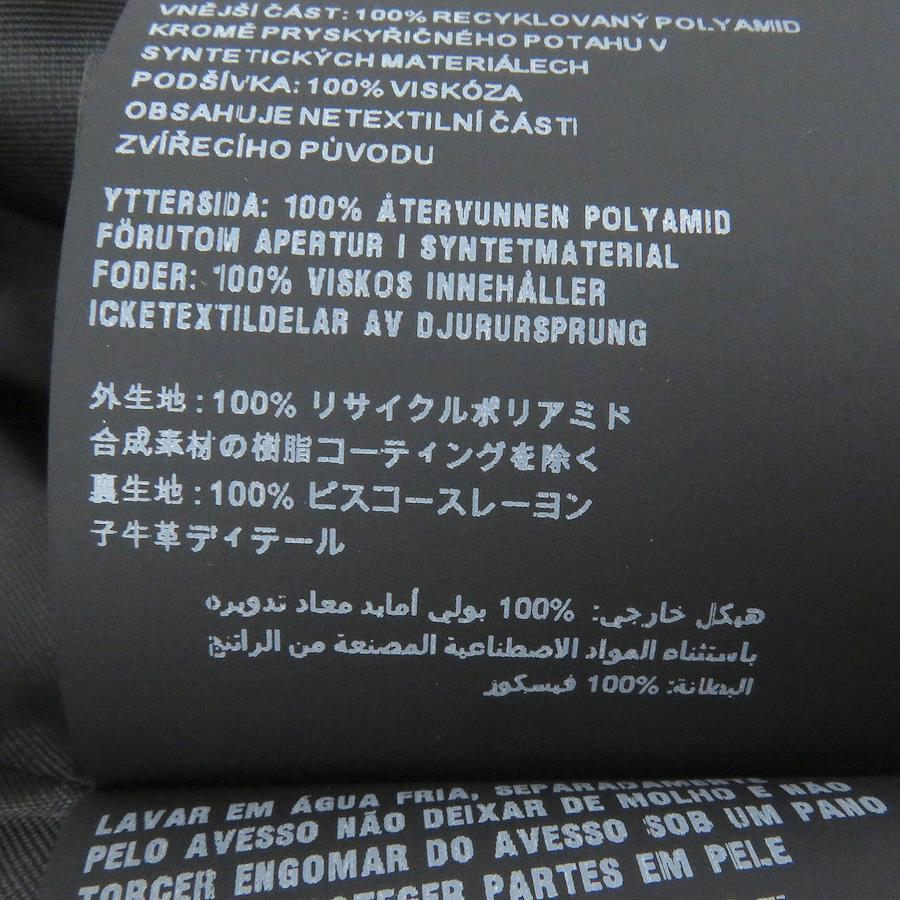 VNĚJŠÍ ČÁST: 100% RECYKLOVANÝ POLYAMID
KROMĚ PRYSKYŘIČNÉHO POTAHU V
SYNTETICKÝCH MATERIÁLECH
PODŠÍVKA: 100% VISKÓZA
OBSAHUJE NETEXTILNÍ ČÁSTI
ZVÍŘECÍHO PŮVODU
YTTERSIDA: 100% ÅTERVUNNEN POLYAMID
FÖRUTOM APERTUR I SYNTETMATERIAL
FODER: 100% VISKOS INNEHÅLLER
ICKETEXTILDELAR AV DJURURSPRUNG
外生地:100% リサイクルポリアミド
合成素材の樹脂コーティングを除く
裏生地:100% ビスコースレーヨン
子牛革ディテール
هيكل خارجي: 100% بولي أمايد معاد تدويره
باستثناء المواد الاصطناعية المصنعة من الراتنج
البطانة: 100% فيسكوز
LAVAR EM ÁGUA FRIA, SEPARADAMENTE
PELO AVESSO NÃO DEIXAR DE MOLHO E NÃO
TORCER ENGOMAR DO AVESSO SOB UM PANO
PARTES EM PELE